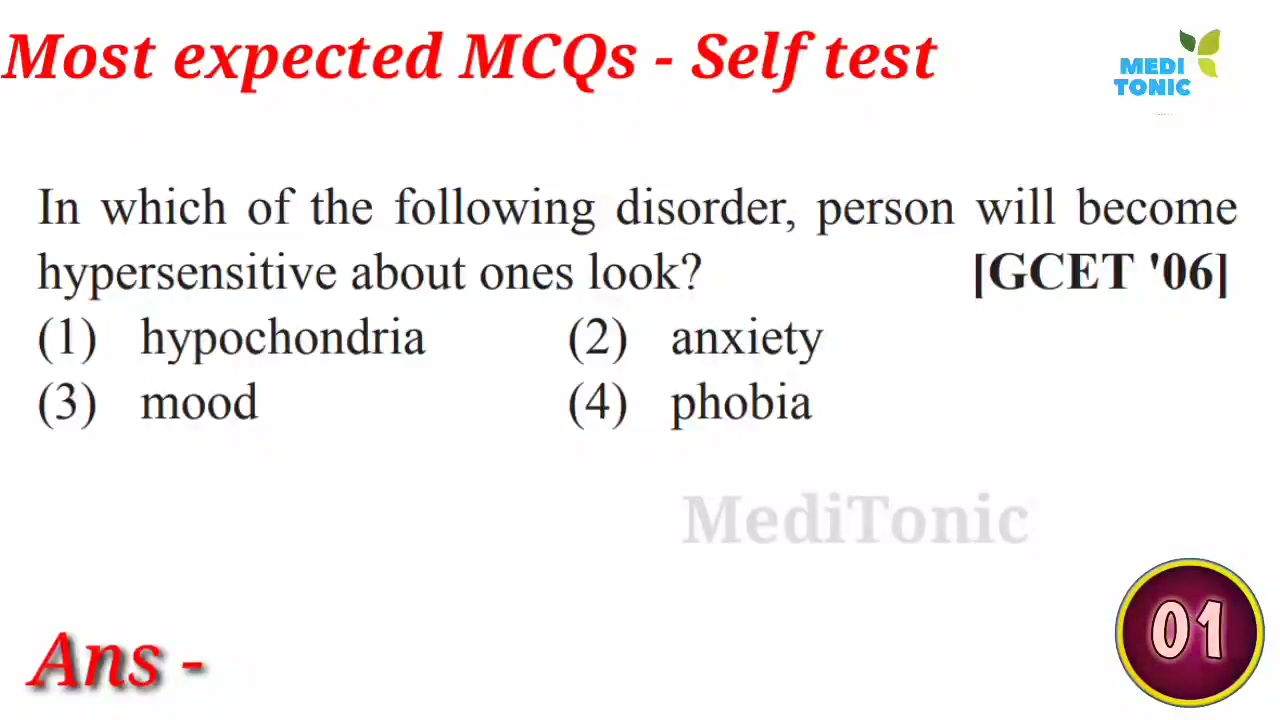 Most expected MCQs - Self test
MEDI
TONIC
In which of the following disorder, person will become
hypersensitive about ones look? [GCET '06]
(1) hypochondria (2) anxiety
(3) mood (4) phobia
MediTonic
Ans -
01